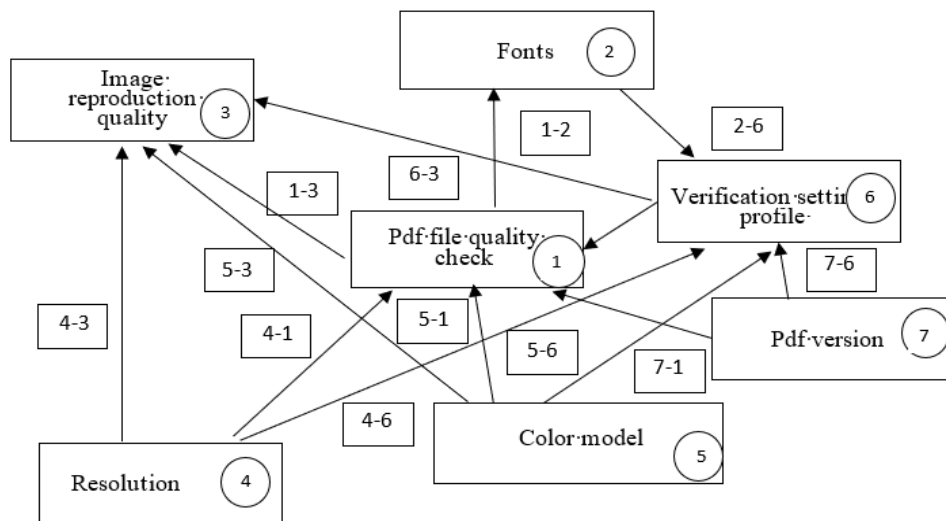 Fonts
2
Image·
reproduction·
quality
3
1-2
2-6
6-3
1-3
Verification·settin
profile·
6
Pdf·file·quality·
check
1
5-3
7-6
4-3
4-1
5-1
5-6
7-1
Pdf·version
7
4-6
Color·model
5
Resolution
4